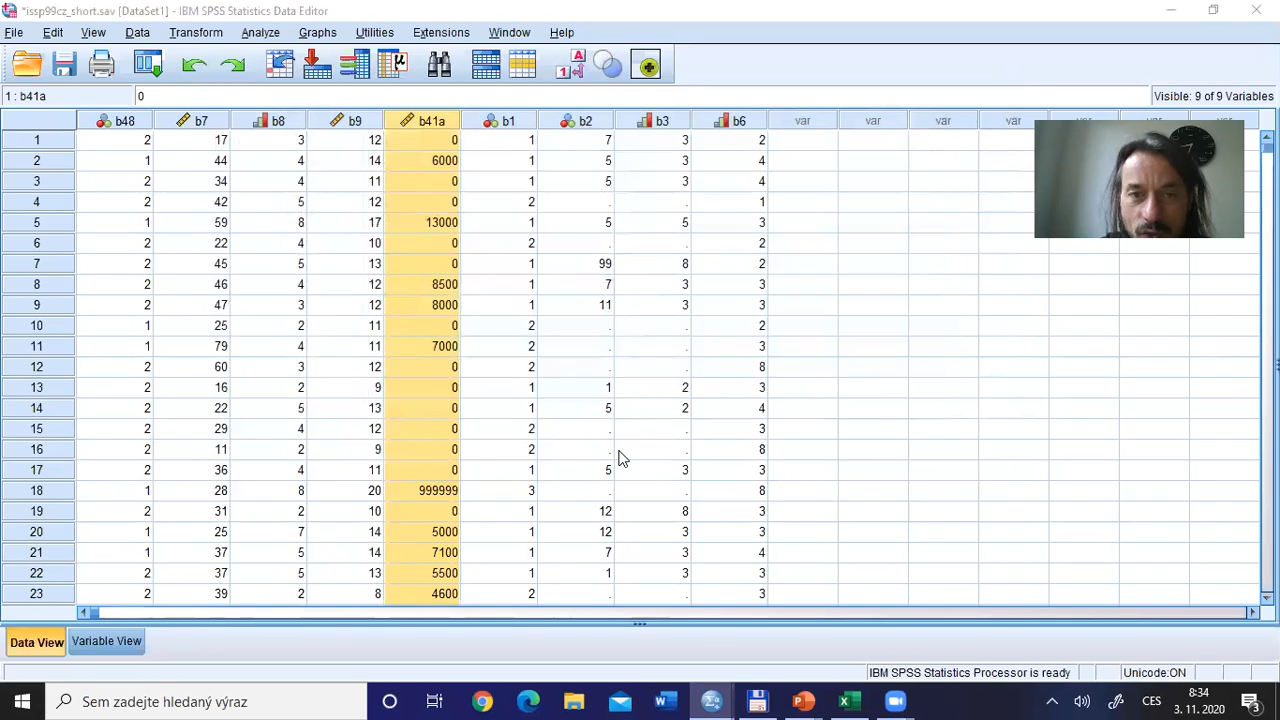 *issp99cz_short.sav [DataSet1] - IBM SPSS Statistics Data Editor
File Edit View Data Transform Analyze Graphs Utilities Extensions Window Help
1 : b41a 0 Visible: 9 of 9 Variables
b48 b7 b8 b9 b41a b1 b2 b3 b6 var var var var var var var
1 2 17 3 12 0 1 7 3 2
2 1 44 4 14 6000 1 5 3 4
3 2 34 4 11 0 1 5 3 4
4 2 42 5 12 0 2 . . 1
5 1 59 8 17 13000 1 5 5 3
6 2 22 4 10 0 2 . . 2
7 2 45 5 13 0 1 99 8 2
8 2 46 4 12 8500 1 7 3 3
9 2 47 3 12 8000 1 11 3 3
10 1 25 2 11 0 2 . . 2
11 1 79 4 11 7000 2 . . 3
12 2 60 3 12 0 2 . . 8
13 2 16 2 9 0 1 1 2 3
14 2 22 5 13 0 1 5 2 4
15 2 29 4 12 0 2 . . 3
16 2 11 2 9 0 2 . . 8
17 2 36 4 11 0 1 5 3 3
18 1 28 8 20 999999 3 . . 8
19 2 31 2 10 0 1 12 8 3
20 1 25 7 14 5000 1 12 3 3
21 1 37 5 14 7100 1 7 3 4
22 2 37 5 13 5500 1 1 3 3
23 2 39 2 8 4600 2 . . 3
Data View Variable View
IBM SPSS Statistics Processor is ready Unicode:ON
Sem zadejte hledaný výraz CES 8:34
3. 11. 2020 3